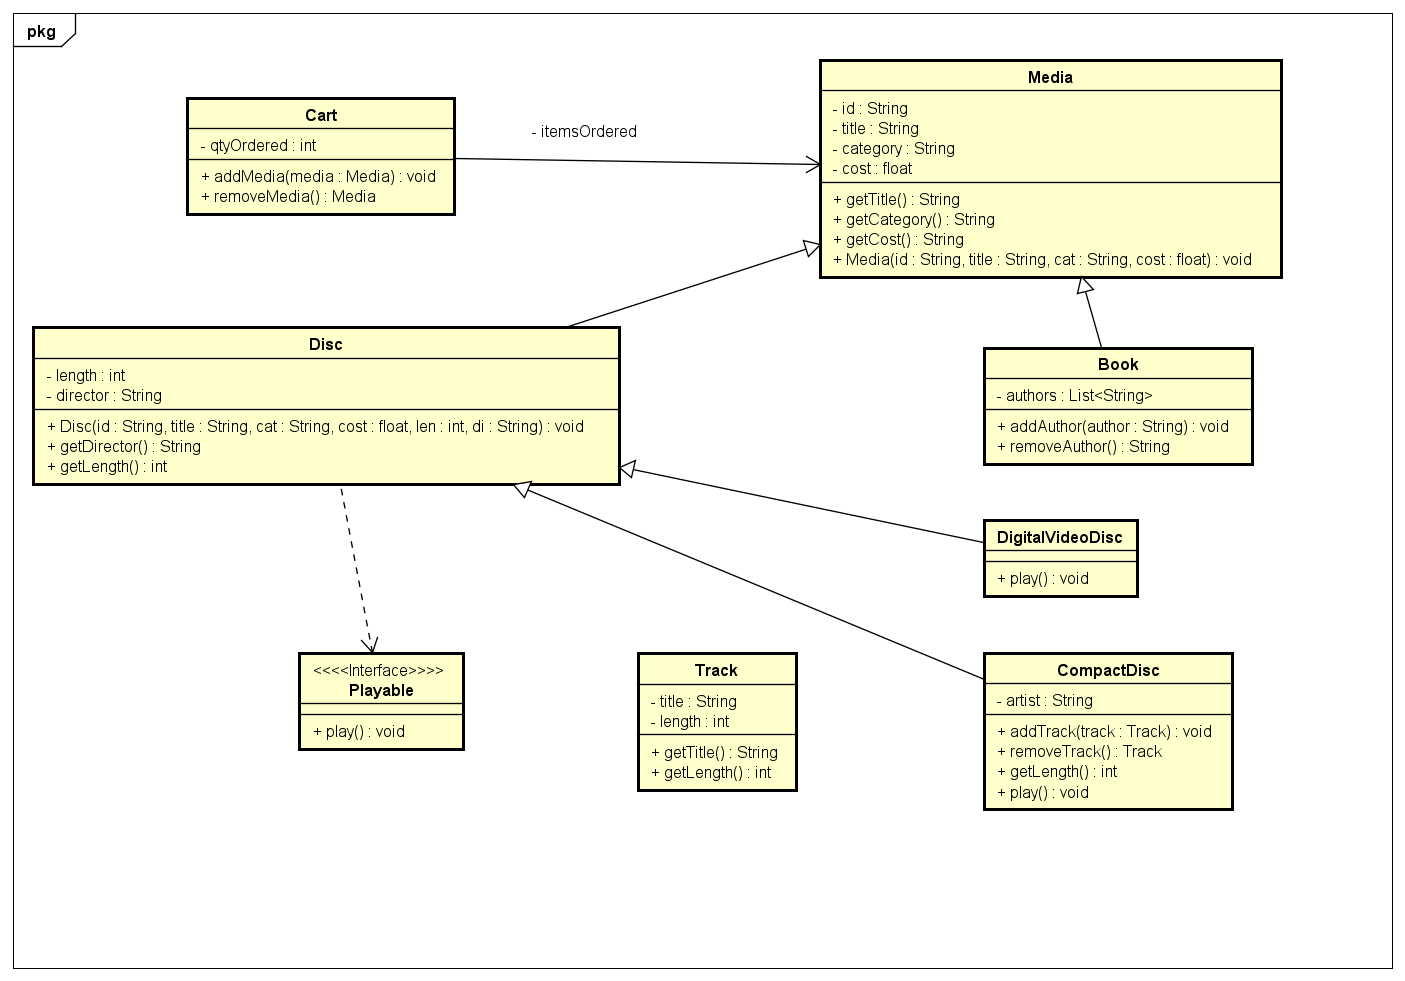 pkg
Media
- id : String
- title : String
- category : String
- cost : float
+ getTitle() : String
+ getCategory() : String
+ getCost() : String
+ Media(id : String, title : String, cat : String, cost : float) : void
Cart
- qtyOrdered : int
+ addMedia(media : Media) : void
+ removeMedia() : Media
- itemsOrdered
Disc
- length : int
- director : String
+ Disc(id : String, title : String, cat : String, cost : float, len : int, di : String) : void
+ getDirector() : String
+ getLength() : int
Book
- authors : List<String>
+ addAuthor(author : String) : void
+ removeAuthor() : String
DigitalVideoDisc
+ play() : void
<<<<Interface>>>>
Playable
+ play() : void
Track
- title : String
- length : int
+ getTitle() : String
+ getLength() : int
CompactDisc
- artist : String
+ addTrack(track : Track) : void
+ removeTrack() : Track
+ getLength() : int
+ play() : void